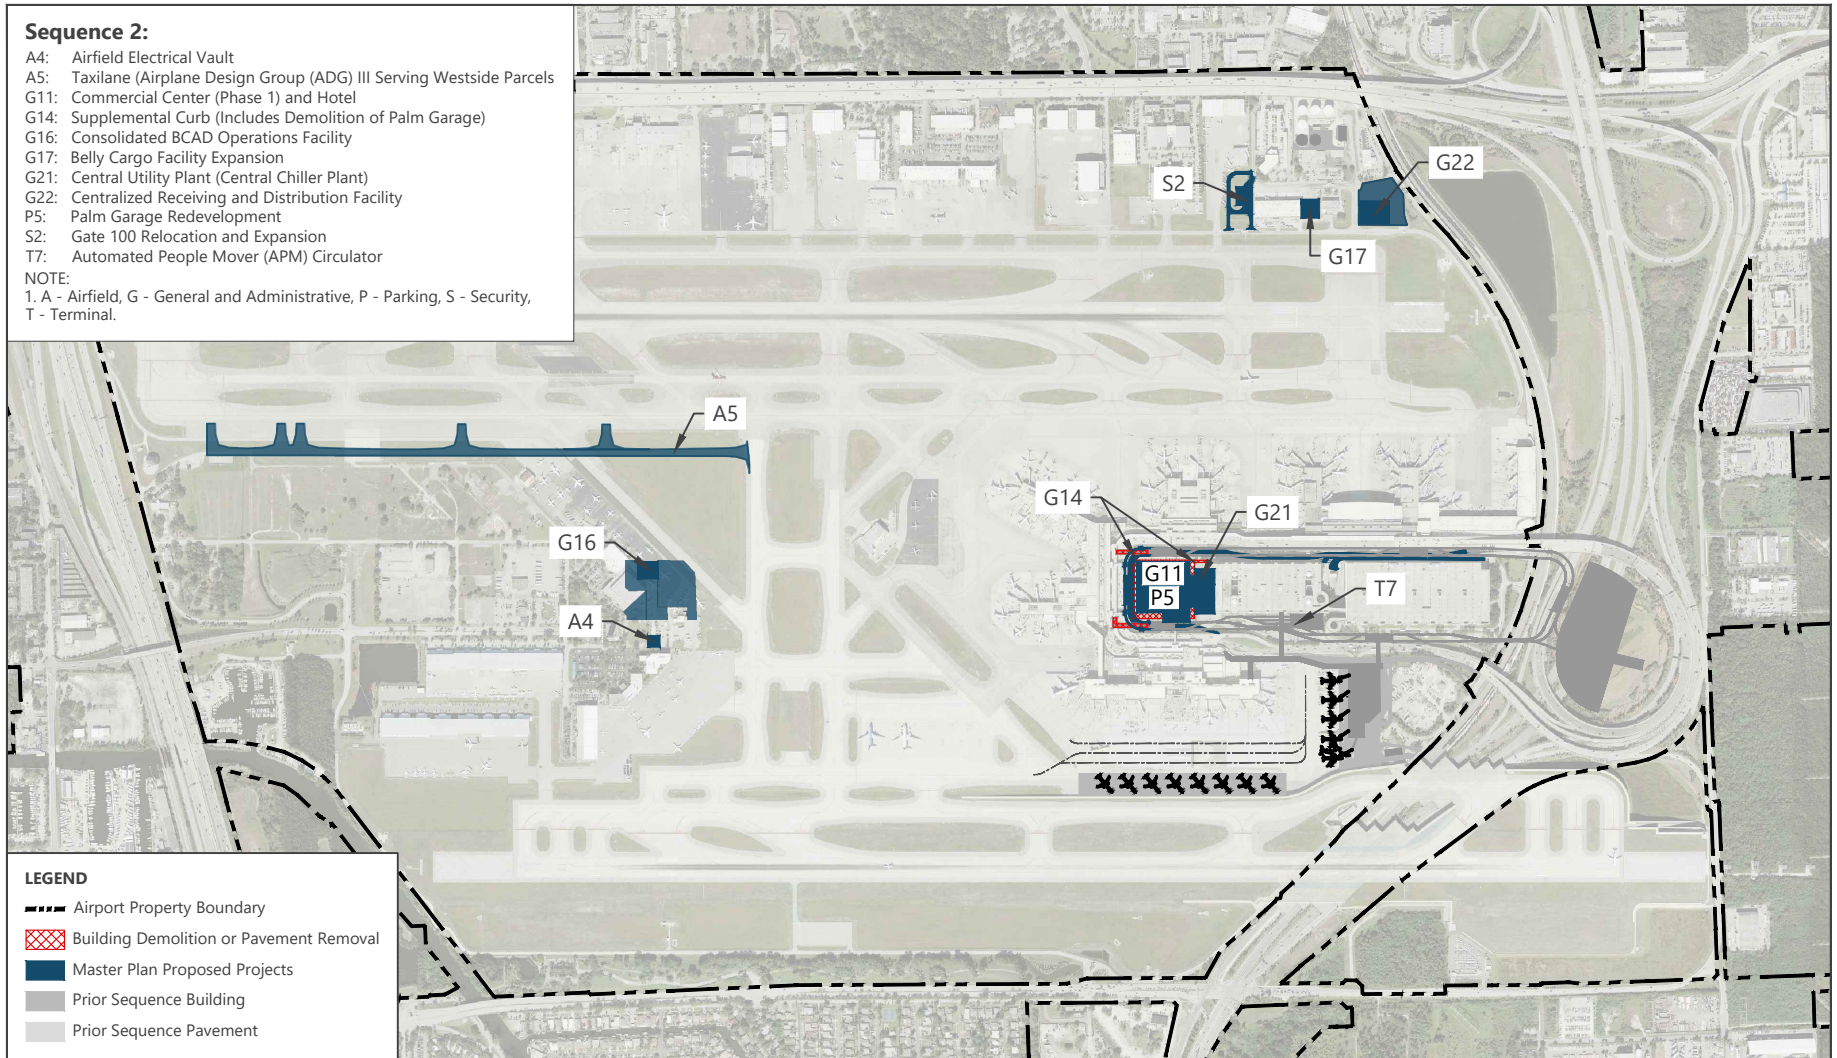 Sequence 2:
A4: Airfield Electrical Vault
A5: Taxilane (Airplane Design Group (ADG) III Serving Westside Parcels
G11: Commercial Center (Phase 1) and Hotel
G14: Supplemental Curb (Includes Demolition of Palm Garage)
G16: Consolidated BCAD Operations Facility
G17: Belly Cargo Facility Expansion
G21: Central Utility Plant (Central Chiller Plant)
G22: Centralized Receiving and Distribution Facility
P5: Palm Garage Redevelopment
S2: Gate 100 Relocation and Expansion
T7: Automated People Mover (APM) Circulator
NOTE:
1. A - Airfield, G - General and Administrative, P - Parking, S - Security,
T - Terminal.
G22
S2
G17
A5
G14
G21
G16
G11
P5
T7
A4
LEGEND
Airport Property Boundary
Building Demolition or Pavement Removal
Master Plan Proposed Projects
Prior Sequence Building
Prior Sequence Pavement